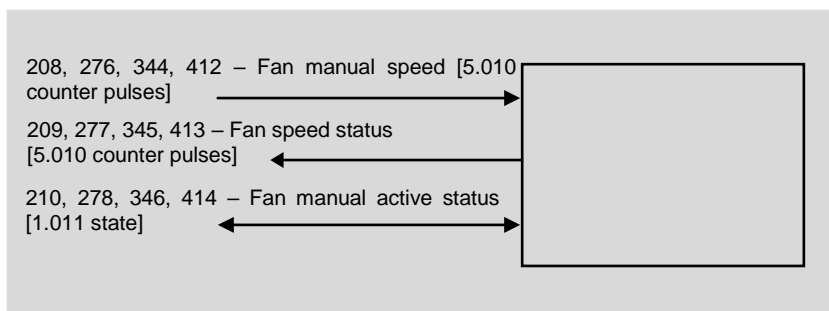 208, 276, 344, 412 – Fan manual speed [5.010
counter pulses]
209, 277, 345, 413 – Fan speed status
[5.010 counter pulses]
210, 278, 346, 414 – Fan manual active status
[1.011 state]